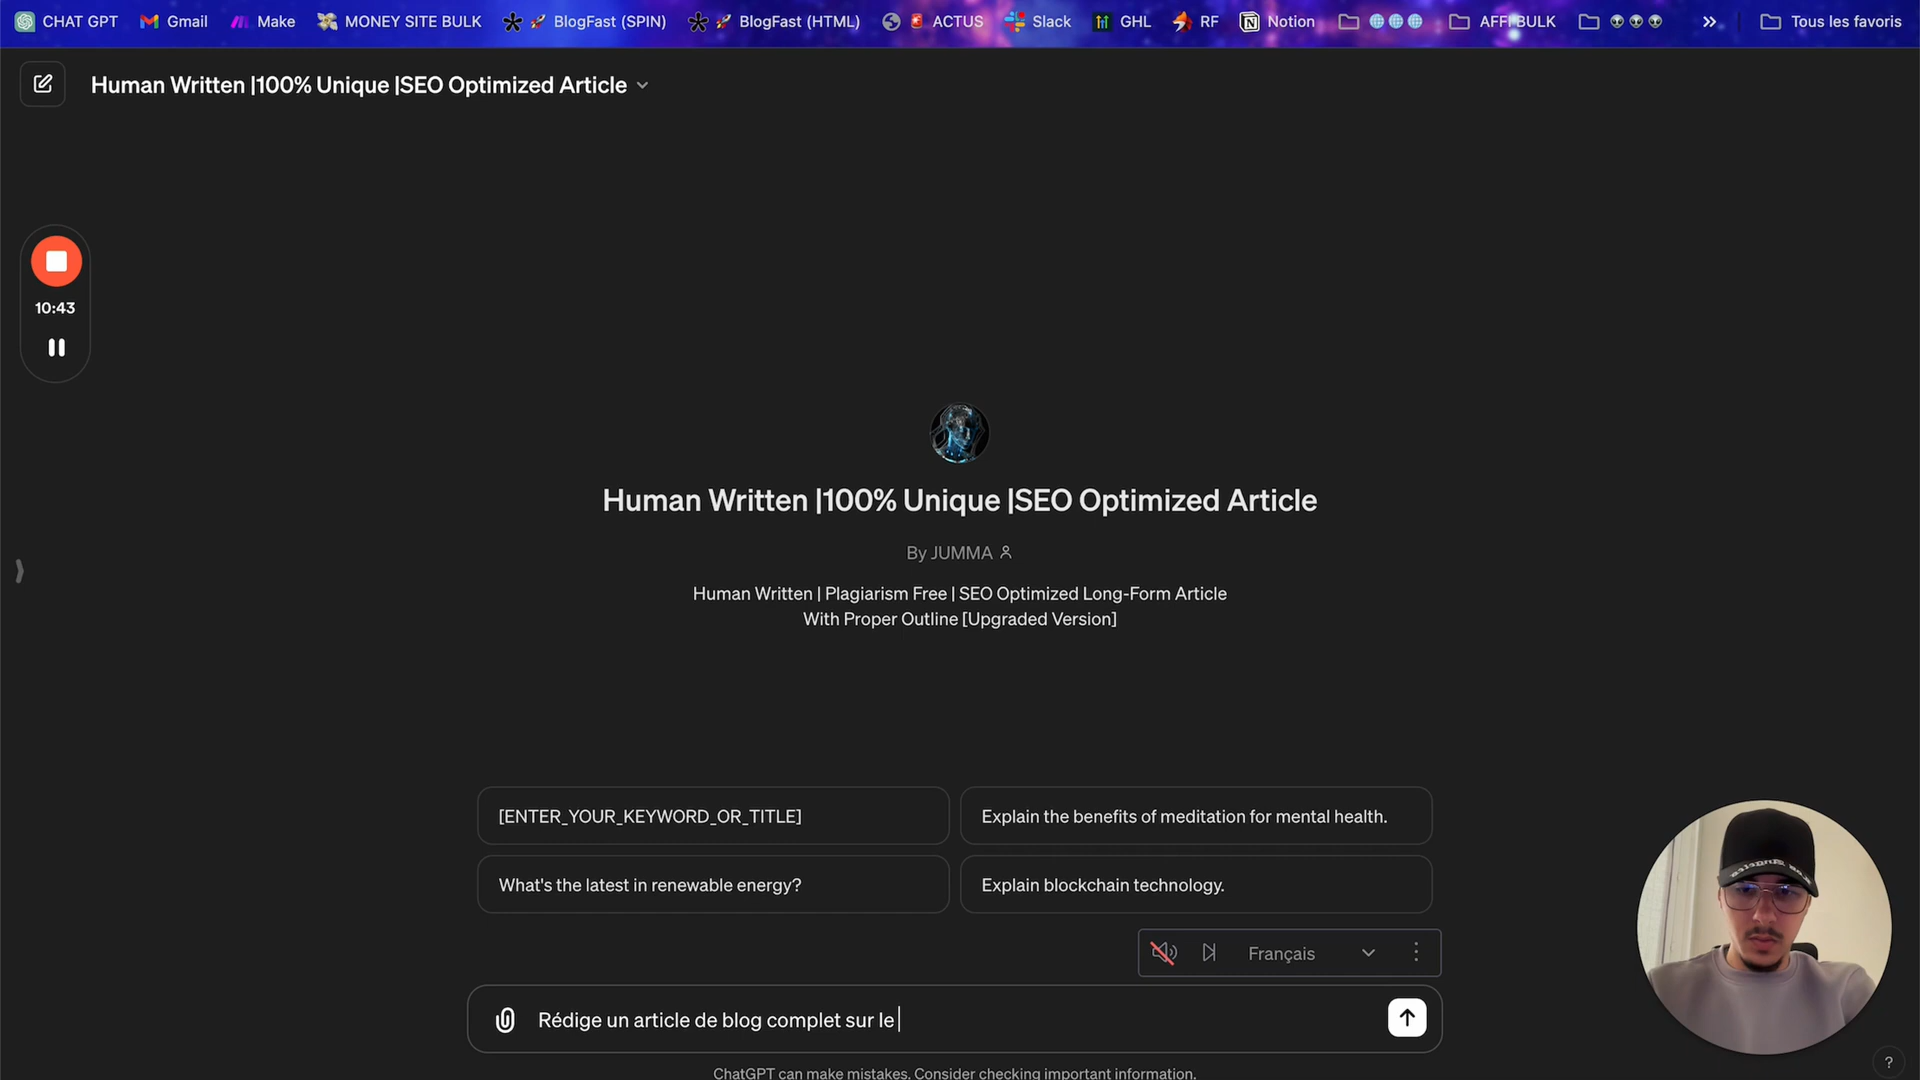 CHAT GPT Gmail Make MONEY SITE BULK BlogFast (SPIN) BlogFast (HTML) ACTUS Slack GHL RF Notion AFFI BULK Tous les favoris
Human Written |100% Unique |SEO Optimized Article
10:43
Human Written |100% Unique |SEO Optimized Article
By JUMMA
Human Written | Plagiarism Free | SEO Optimized Long-Form Article
With Proper Outline [Upgraded Version]
[ENTER_YOUR_KEYWORD_OR_TITLE]
Explain the benefits of meditation for mental health.
What's the latest in renewable energy?
Explain blockchain technology.
Français
Rédige un article de blog complet sur le
ChatGPT can make mistakes. Consider checking important information.
?